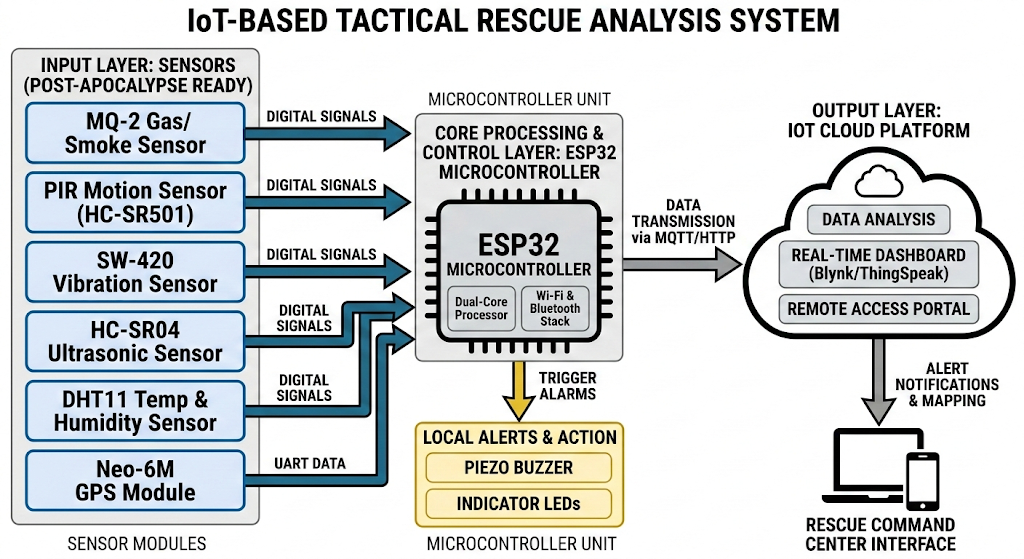 IoT-BASED TACTICAL RESCUE ANALYSIS SYSTEM
INPUT LAYER: SENSORS
(POST-APOCALYPSE READY)
MQ-2 Gas/
Smoke Sensor
PIR Motion Sensor
(HC-SR501)
SW-420
Vibration Sensor
HC-SR04
Ultrasonic Sensor
DHT11 Temp &
Humidity Sensor
Neo-6M
GPS Module
SENSOR MODULES
DIGITAL SIGNALS
DIGITAL SIGNALS
DIGITAL SIGNALS
DIGITAL
SIGNALS
DIGITAL
SIGNALS
UART DATA
MICROCONTROLLER UNIT
CORE PROCESSING &
CONTROL LAYER: ESP32
MICROCONTROLLER
ESP32
MICROCONTROLLER
Dual-Core
Processor
Wi-Fi &
Bluetooth
Stack
TRIGGER
ALARMS
LOCAL ALERTS & ACTION
PIEZO BUZZER
INDICATOR LEDs
MICROCONTROLLER UNIT
DATA
TRANSMISSION
via MQTT/HTTP
OUTPUT LAYER:
IOT CLOUD PLATFORM
DATA ANALYSIS
REAL-TIME DASHBOARD
(Blynk/ThingSpeak)
REMOTE ACCESS PORTAL
ALERT
NOTIFICATIONS
& MAPPING
RESCUE COMMAND
CENTER INTERFACE